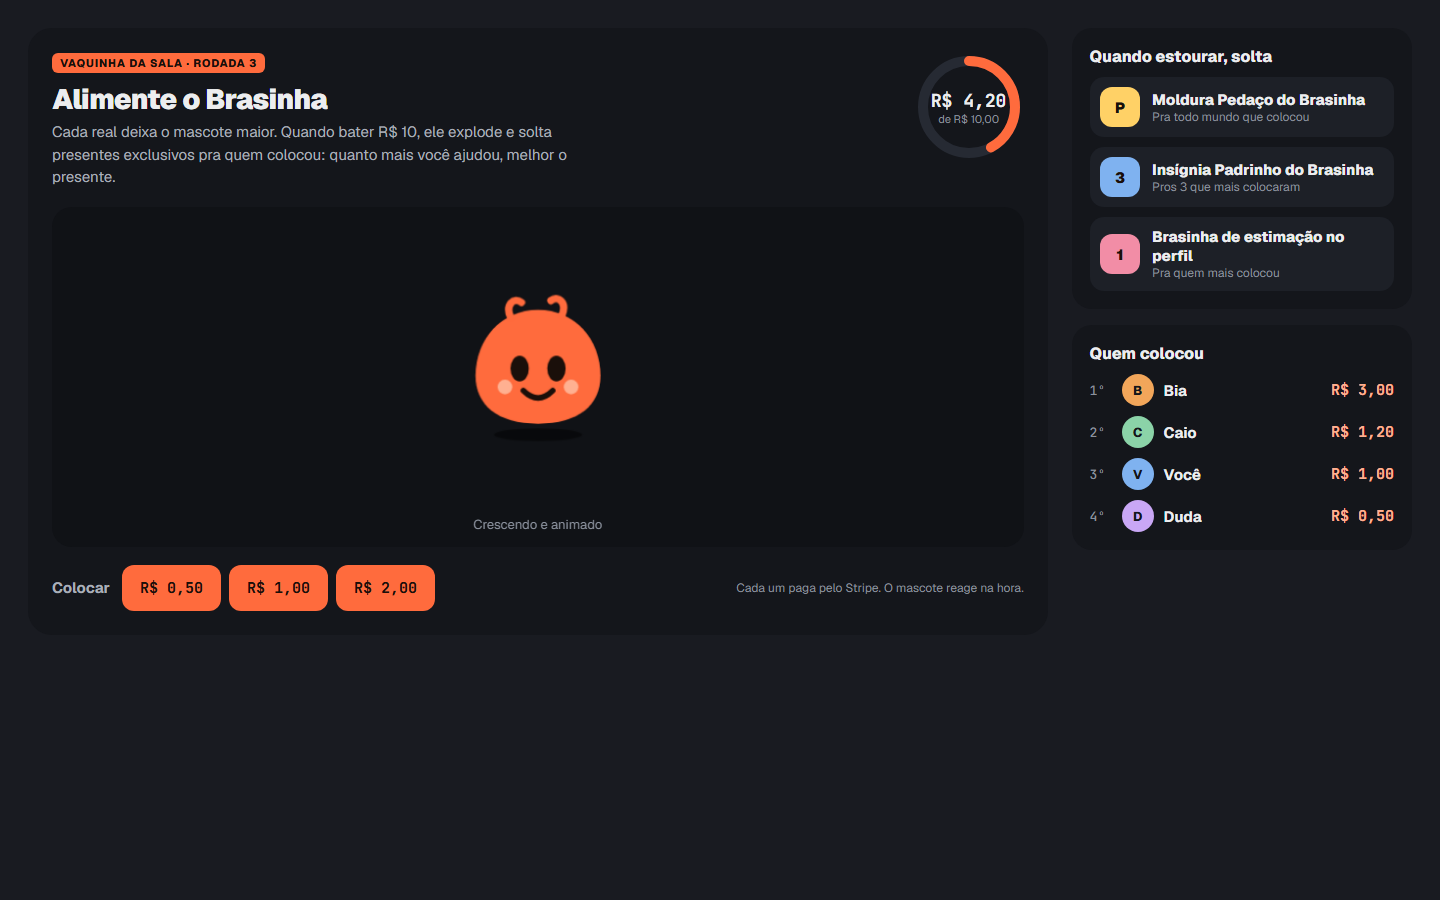 VAQUINHA DA SALA · RODADA 3
Alimente o Brasinha
Cada real deixa o mascote maior. Quando bater R$ 10, ele explode e solta
presentes exclusivos pra quem colocou: quanto mais você ajudou, melhor o
presente.
R$ 4,20
de R$ 10,00
Crescendo e animado
Colocar
R$ 0,50
R$ 1,00
R$ 2,00
Cada um paga pelo Stripe. O mascote reage na hora.
Quando estourar, solta
P
Moldura Pedaço do Brasinha
Pra todo mundo que colocou
3
Insígnia Padrinho do Brasinha
Pros 3 que mais colocaram
1
Brasinha de estimação no
perfil
Pra quem mais colocou
Quem colocou
1º B Bia R$ 3,00
2º C Caio R$ 1,20
3º V Você R$ 1,00
4º D Duda R$ 0,50